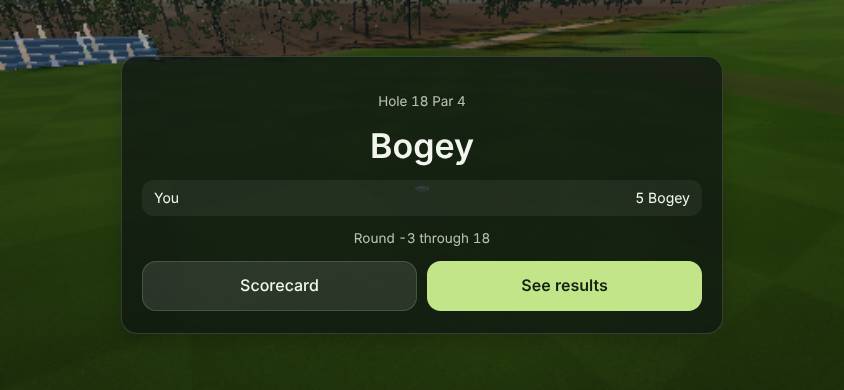 Hole 18 Par 4
Bogey
You 5 Bogey
Round -3 through 18
Scorecard See results